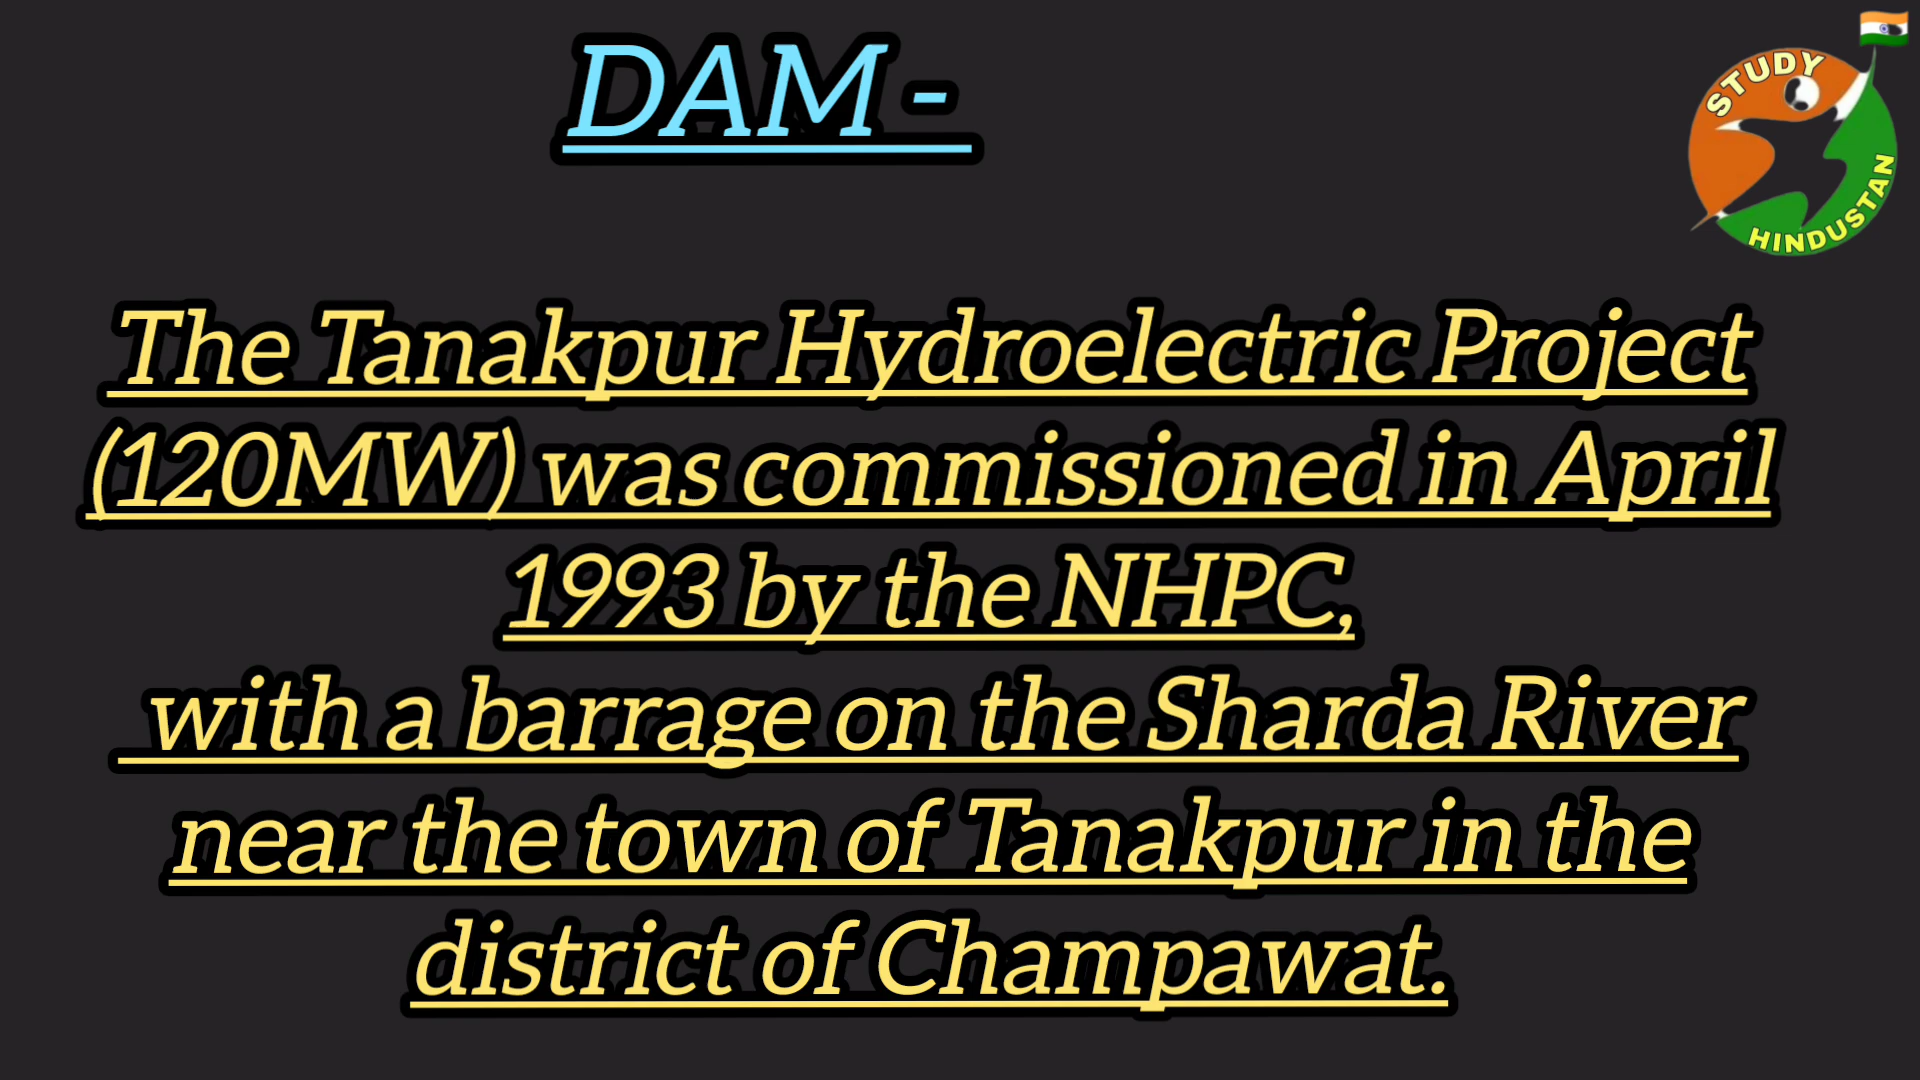 DAM -
STUDY
HINDUSTAN
The Tanakpur Hydroelectric Project
(120MW) was commissioned in April
1993 by the NHPC,
with a barrage on the Sharda River
near the town of Tanakpur in the
district of Champawat.